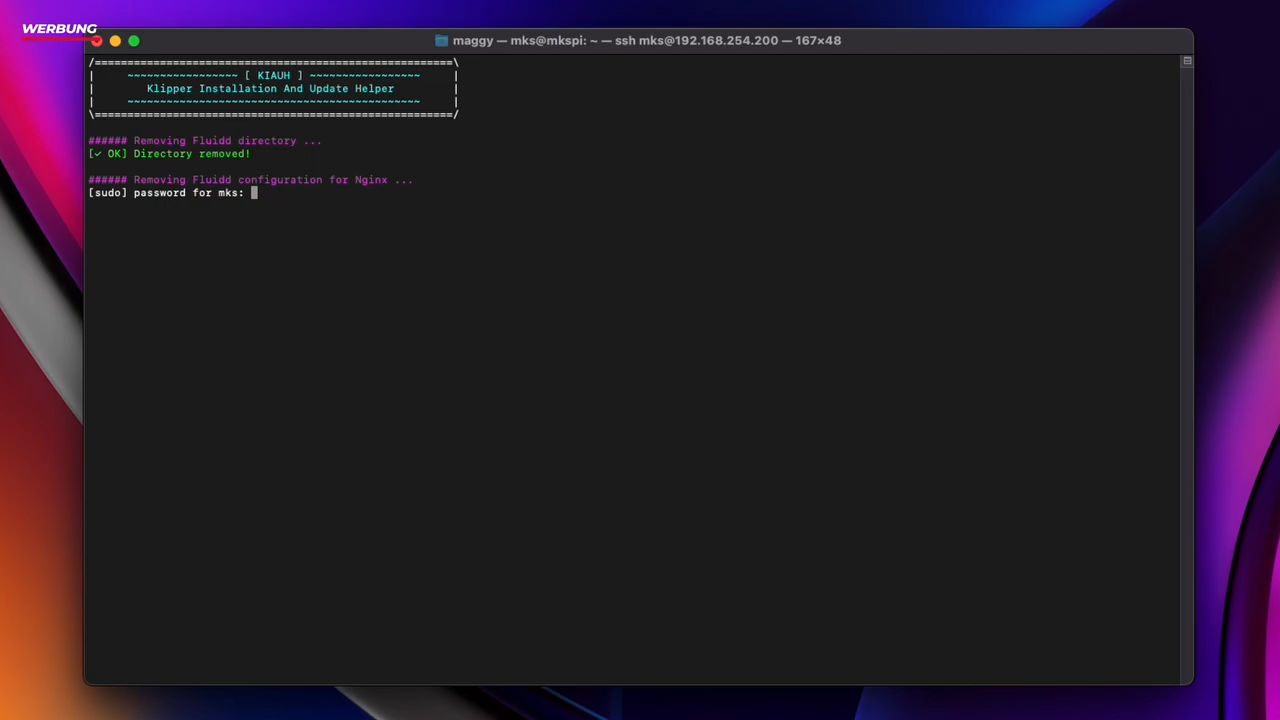 WERBUNG
maggy — mks@mkspi: ~ — ssh mks@192.168.254.200 — 167×48
/=======================================================\
| ~~~~~~~~~~~~~~~~~ [ KIAUH ] ~~~~~~~~~~~~~~~~~ |
| Klipper Installation And Update Helper |
| ~~~~~~~~~~~~~~~~~~~~~~~~~~~~~~~~~~~~~~~~~~~~~ |
\=======================================================/
###### Removing Fluidd directory ...
[✓ OK] Directory removed!
###### Removing Fluidd configuration for Nginx ...
[sudo] password for mks: